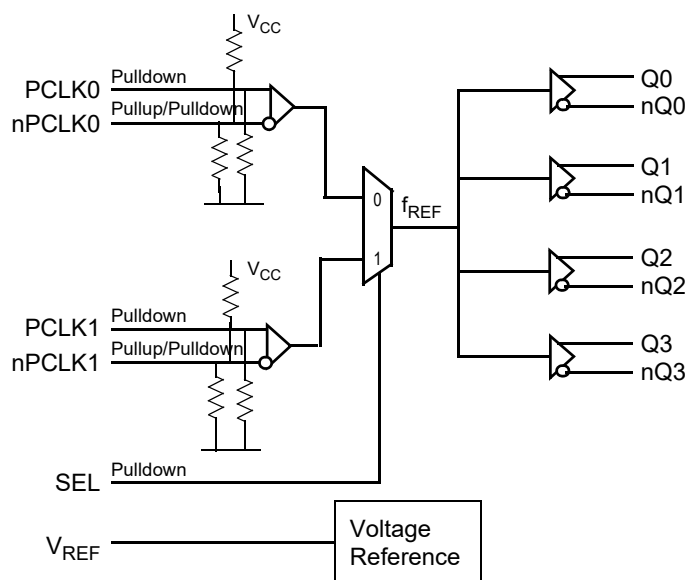 VCC
PCLK0 Pulldown
nPCLK0 Pullup/Pulldown
Q0
nQ0
Q1
nQ1
0
fREF
1
Q2
nQ2
VCC
PCLK1 Pulldown
nPCLK1 Pullup/Pulldown
Q3
nQ3
SEL Pulldown
VREF
Voltage
Reference